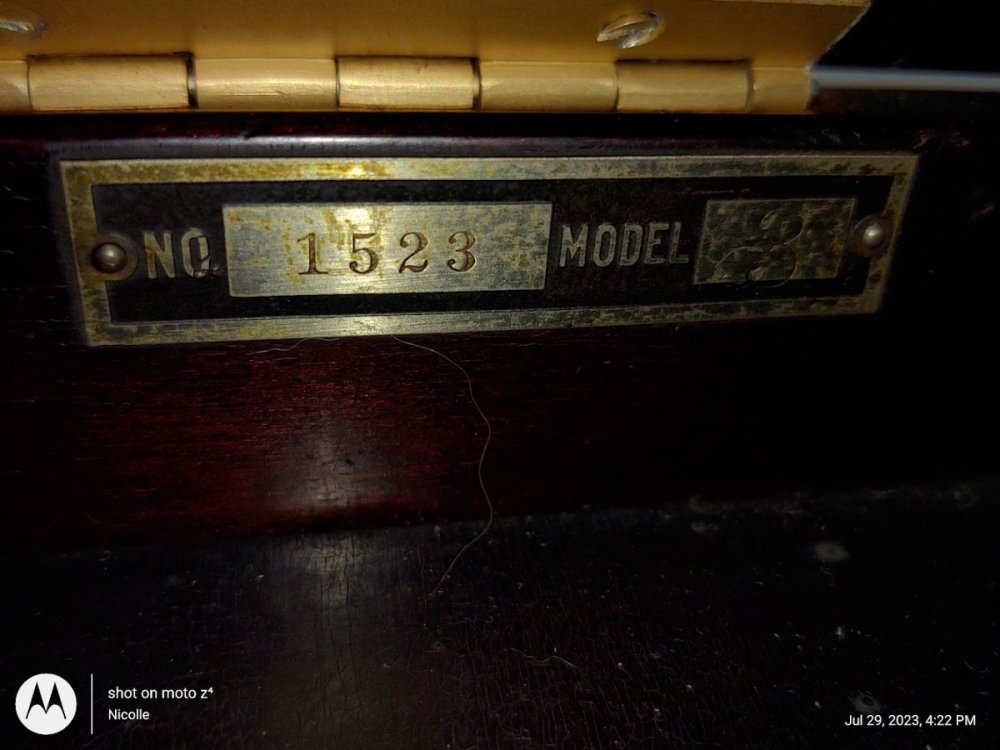 NO. 1523 MODEL 3
shot on moto z⁴
Nicolle
Jul 29, 2023, 4:22 PM